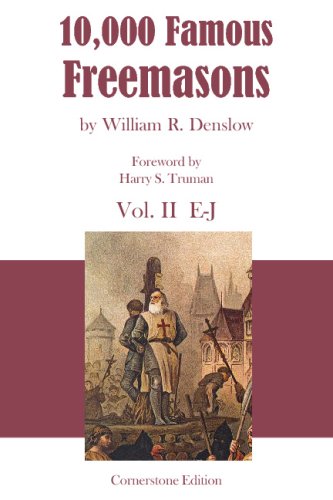 10,000 Famous
Freemasons
by William R. Denslow
Foreword by
Harry S. Truman
Vol. II E-J
Cornerstone Edition